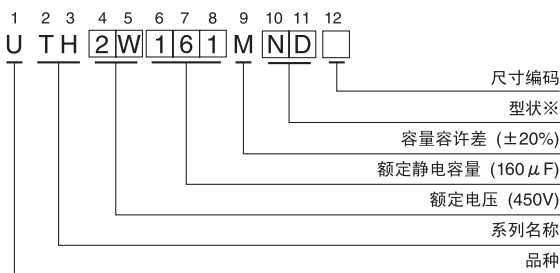 1 2 3 4 5 6 7 8 9 10 11 12
U T H 2 W 1 6 1 M N D
尺寸编码
型状※
容量容许差 (±20%)
额定静电容量 (160μF)
额定电压 (450V)
系列名称
品种